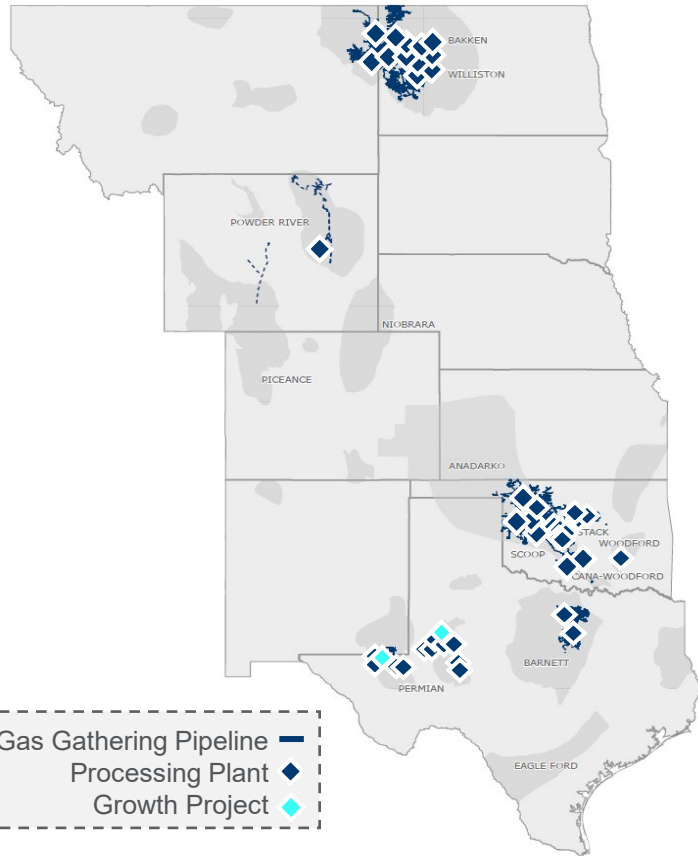 BAKKEN
WILLISTON
POWDER RIVER
NIOBRARA
PICEANCE
ANADARKO
STACK
WOODFORD
SCOOP
CANA-WOODFORD
BARNETT
PERMIAN
EAGLE FORD
Gas Gathering Pipeline
Processing Plant
Growth Project